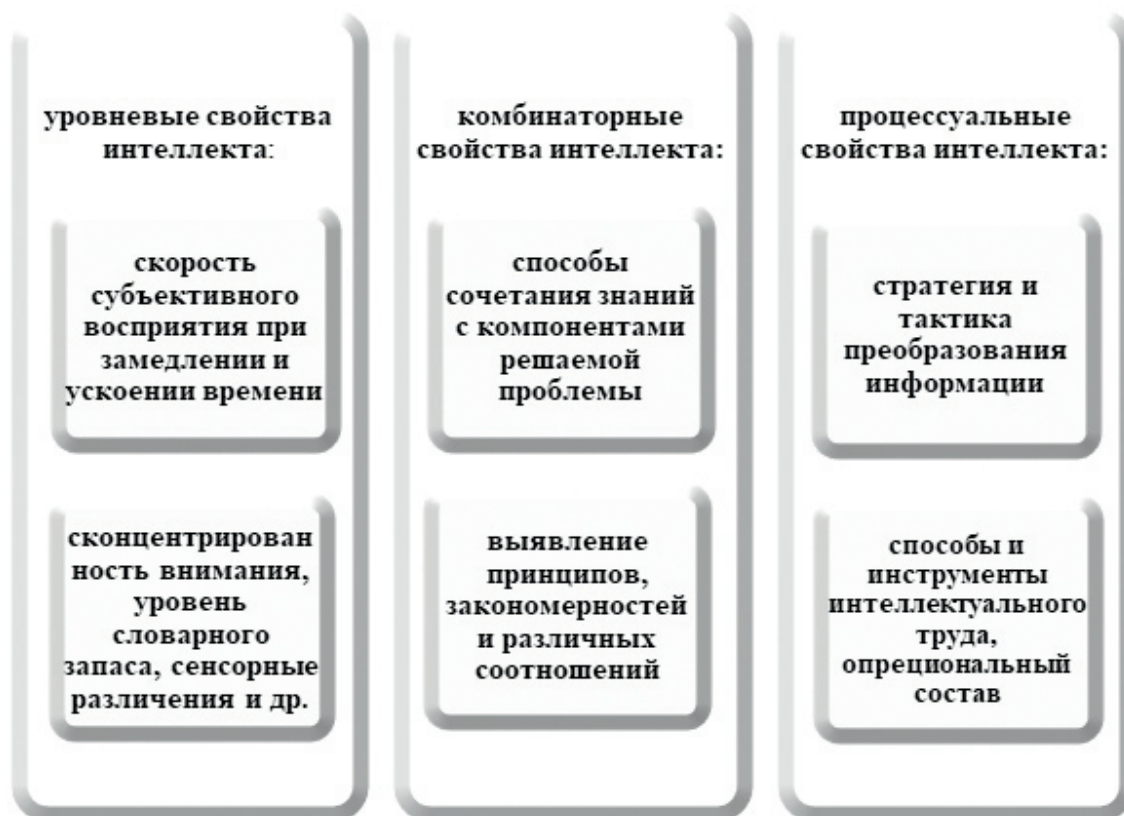 уровневые свойства
интеллекта:
скорость
субъективного
восприятия при
замедлении и
ускоении времени
сконцентрирован
ность внимания,
уровень
словарного
запаса, сенсорные
различения и др.
комбинаторные
свойства интеллекта:
способы
сочетания знаний
с компонентами
решаемой
проблемы
выявление
принципов,
закономерностей
и различных
соотношений
процессуальные
свойства интеллекта:
стратегия и
тактика
преобразования
информации
способы и
инструменты
интеллектуального
труда,
опрециональный
состав